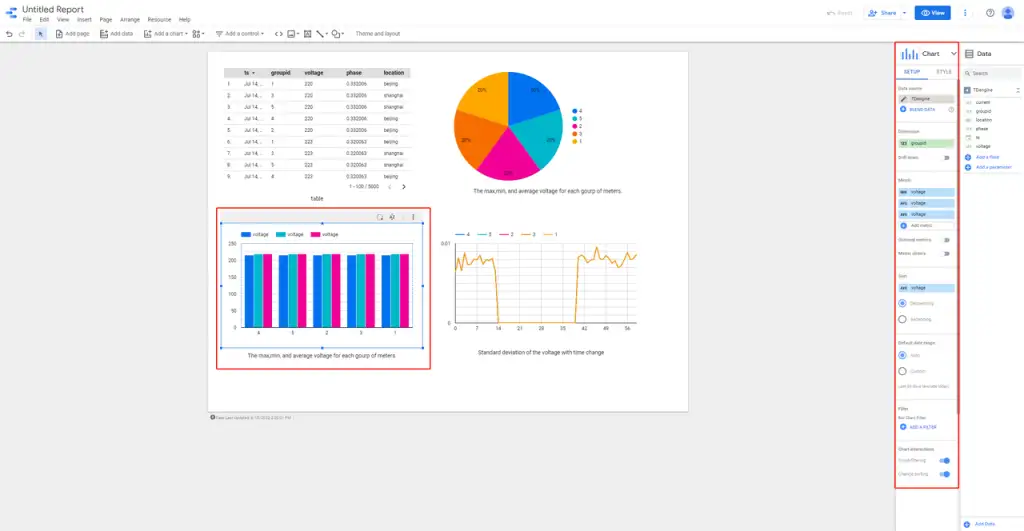 Untitled Report
File Edit View Insert Page Arrange Resource Help
Reset Share View
Add page Add data Add a chart Add a control Theme and layout
ts groupid voltage phase location
1. Jul 14, ... 1 220 0.332006 beijing
2. Jul 14, ... 3 220 0.332006 shanghai
3. Jul 14, ... 5 220 0.332006 shanghai
4. Jul 14, ... 4 220 0.332006 beijing
5. Jul 14, ... 2 220 0.332006 beijing
6. Jul 14, ... 1 223 0.320063 beijing
7. Jul 14, ... 3 223 0.320063 shanghai
8. Jul 14, ... 5 223 0.320063 shanghai
9. Jul 14, ... 4 223 0.320063 beijing
1 - 100 / 5000
table
20% 20% 20% 20%
4
5
2
3
1
The max,min, and average voltage for each gourp of meters.
voltage voltage voltage
250
200
150
100
50
0
4 5 2 3 1
The max,min, and average voltage for each gourp of meters
4 5 2 3 1
0.01
0
0 7 14 21 28 35 42 49 56
Standard deviation of the voltage with time change
Chart
SETUP STYLE
Data source
TDengine
BLEND DATA
Dimension
123 groupid
Drill down
Metric
voltage
AVG voltage
voltage
Add metric
Optional metrics
Metric sliders
Sort
AVG voltage
Descending
Ascending
Default date range
Auto
Custom
Filter
Bar Chart Filter
ADD A FILTER
Chart interactions
Cross-filtering
Change sorting
Data
Search
TDengine
current
groupid
location
phase
ts
voltage
Add a field
Add a parameter
Add Data